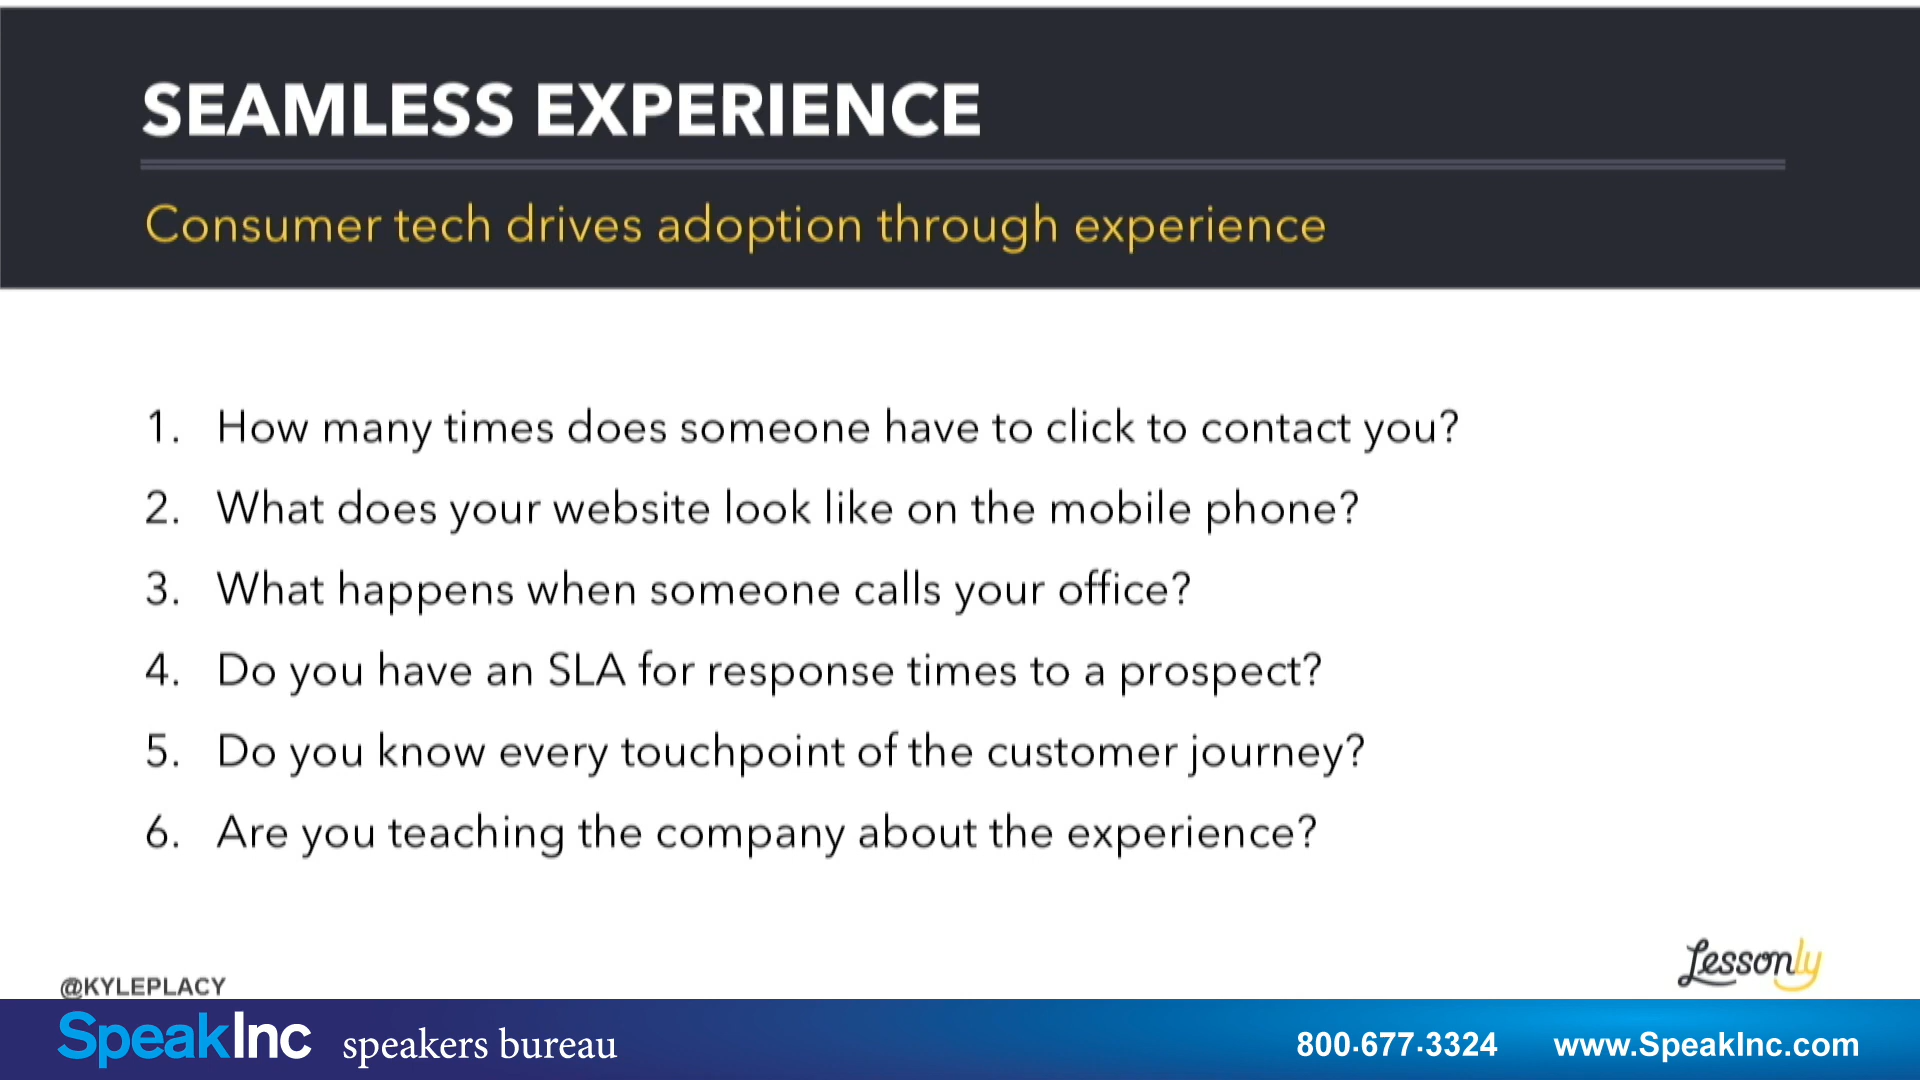 SEAMLESS EXPERIENCE
Consumer tech drives adoption through experience
1. How many times does someone have to click to contact you?
2. What does your website look like on the mobile phone?
3. What happens when someone calls your office?
4. Do you have an SLA for response times to a prospect?
5. Do you know every touchpoint of the customer journey?
6. Are you teaching the company about the experience?
Lessonly
@KYLEPLACY
SpeakInc speakers bureau 800·677·3324 www.SpeakInc.com